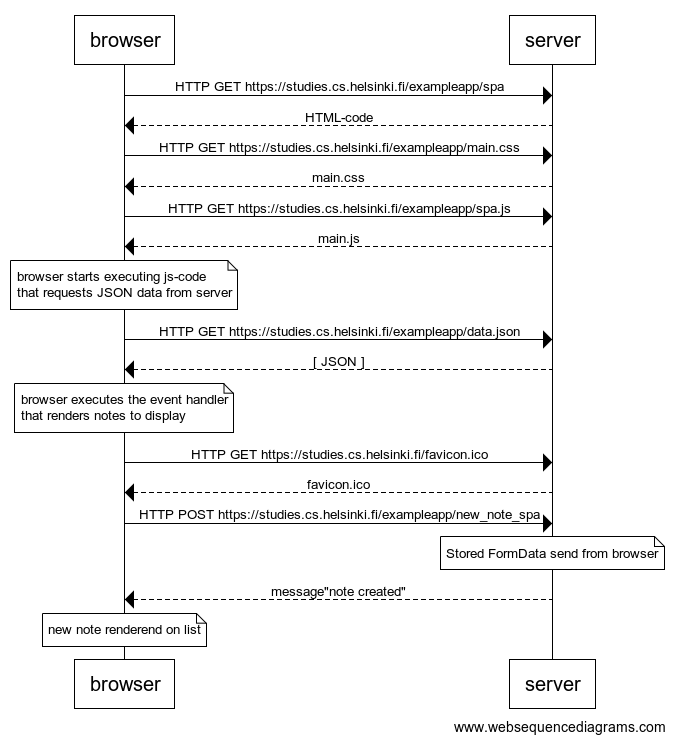 browser server
HTTP GET https://studies.cs.helsinki.fi/exampleapp/spa
HTML-code
HTTP GET https://studies.cs.helsinki.fi/exampleapp/main.css
main.css
HTTP GET https://studies.cs.helsinki.fi/exampleapp/spa.js
main.js
browser starts executing js-code
that requests JSON data from server
HTTP GET https://studies.cs.helsinki.fi/exampleapp/data.json
[ JSON ]
browser executes the event handler
that renders notes to display
HTTP GET https://studies.cs.helsinki.fi/favicon.ico
favicon.ico
HTTP POST https://studies.cs.helsinki.fi/exampleapp/new_note_spa
Stored FormData send from browser
message"note created"
new note renderend on list
browser server
www.websequencediagrams.com